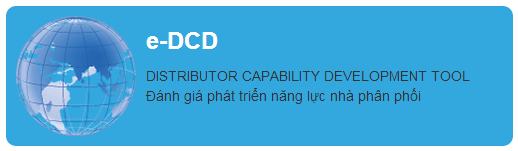 e-DCD
DISTRIBUTOR CAPABILITY DEVELOPMENT TOOL
Đánh giá phát triển năng lực nhà phân phối